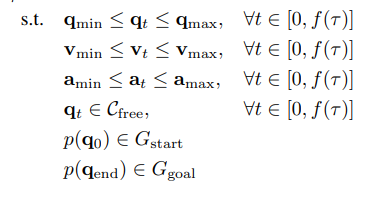 s.t. q_min ≤ q_t ≤ q_max, ∀t ∈ [0, f(τ)]
v_min ≤ v_t ≤ v_max, ∀t ∈ [0, f(τ)]
a_min ≤ a_t ≤ a_max, ∀t ∈ [0, f(τ)]
q_t ∈ C_free, ∀t ∈ [0, f(τ)]
p(q_0) ∈ G_start
p(q_end) ∈ G_goal